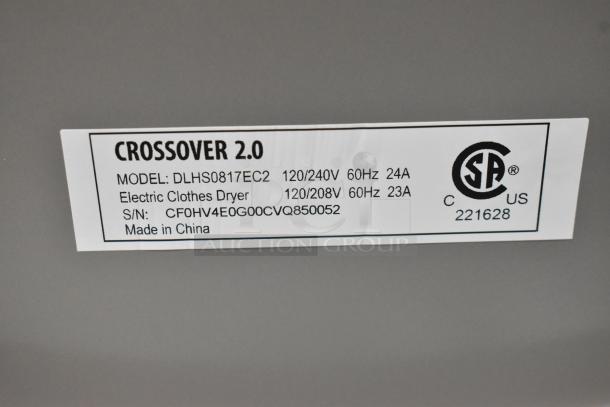 CROSSOVER 2.0
MODEL: DLHS0817EC2 120/240V 60Hz 24A
Electric Clothes Dryer 120/208V 60Hz 23A
S/N: CF0HV4E0G00CVQ850052
Made in China
CSA ®
C US
221628
AUCTION GROUP